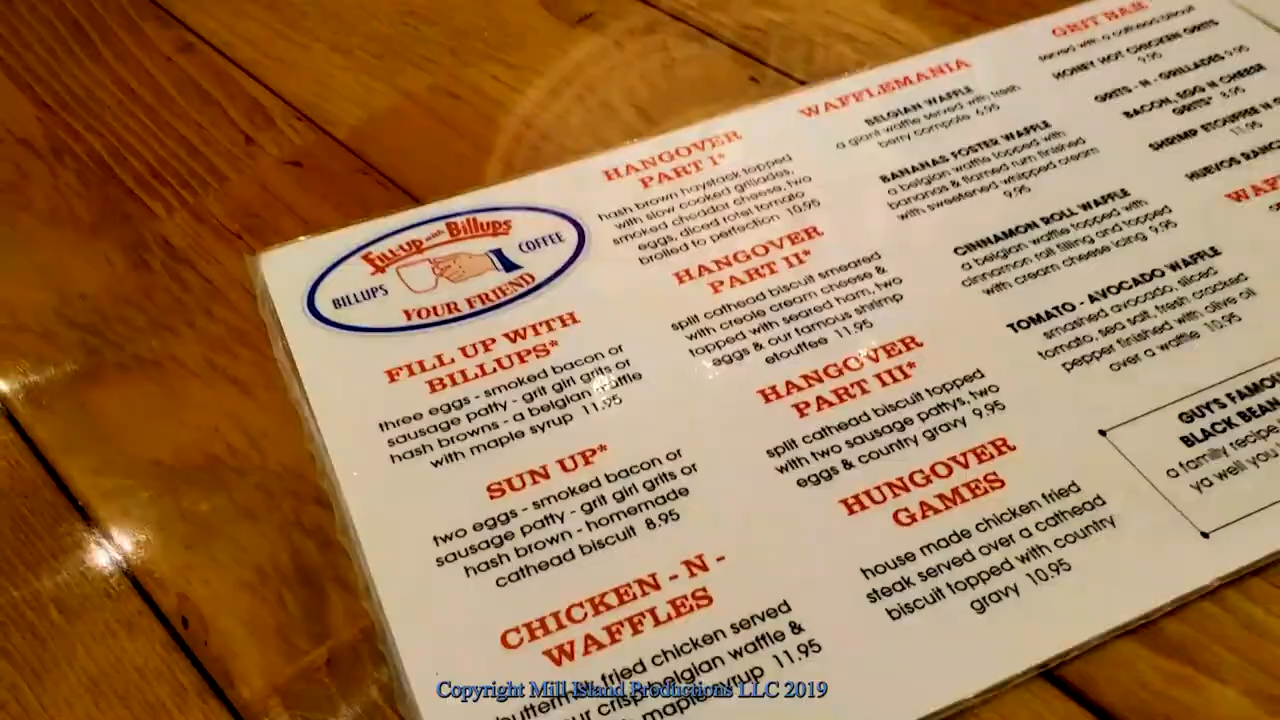 Fill-Up with Billups
BILLUPS
COFFEE
YOUR FRIEND
FILL UP WITH
BILLUPS*
three eggs - smoked bacon or
sausage patty - grit girl grits or
hash browns - a belgian waffle
with maple syrup 11.95
SUN UP*
two eggs - smoked bacon or
sausage patty - grit girl grits or
hash brown - homemade
cathead biscuit 8.95
CHICKEN - N -
WAFFLES
fried chicken served
crisp belgian waffle &
maple syrup 11.95
HANGOVER
PART I*
hash brown haystack topped
with slow cooked grillades,
smoked cheddar cheese, two
eggs, diced rotel tomato
broiled to perfection 10.95
HANGOVER
PART II*
split cathead biscuit smeared
with creole cream cheese &
topped with seared ham, two
eggs & our famous shrimp
etouffee 11.95
HANGOVER
PART III*
split cathead biscuit topped
with two sausage pattys, two
eggs & country gravy 9.95
HUNGOVER
GAMES
house made chicken fried
steak served over a cathead
biscuit topped with country
gravy 10.95
WAFFLEMANIA
BELGIAN WAFFLE
a giant waffle served with fresh
berry compote 6.95
BANANAS FOSTER WAFFLE
a belgian waffle topped with
bananas & flamed rum finished
with sweetened whipped cream
9.95
CINNAMON ROLL WAFFLE
a belgian waffle topped with
cinnamon roll filling and topped
with cream cheese icing 9.95
TOMATO - AVOCADO WAFFLE
smashed avocado, sliced
tomato, sea salt, fresh cracked
pepper finished with olive oil
over a waffle 10.95
GUY'S FAMO
BLACK BEAN
a family recipe
ya well you
GRIT BAR
served with a cathead biscuit
HONEY HOT CHICKEN GRITS
9.95
GRITS - N - GRILLADES 9.95
BACON, EGG N CHEESE
GRITS* 8.95
SHRIMP ETOUFFEE N
11.95
HUEVOS RANC
Copyright Mill Island Productions LLC 2019